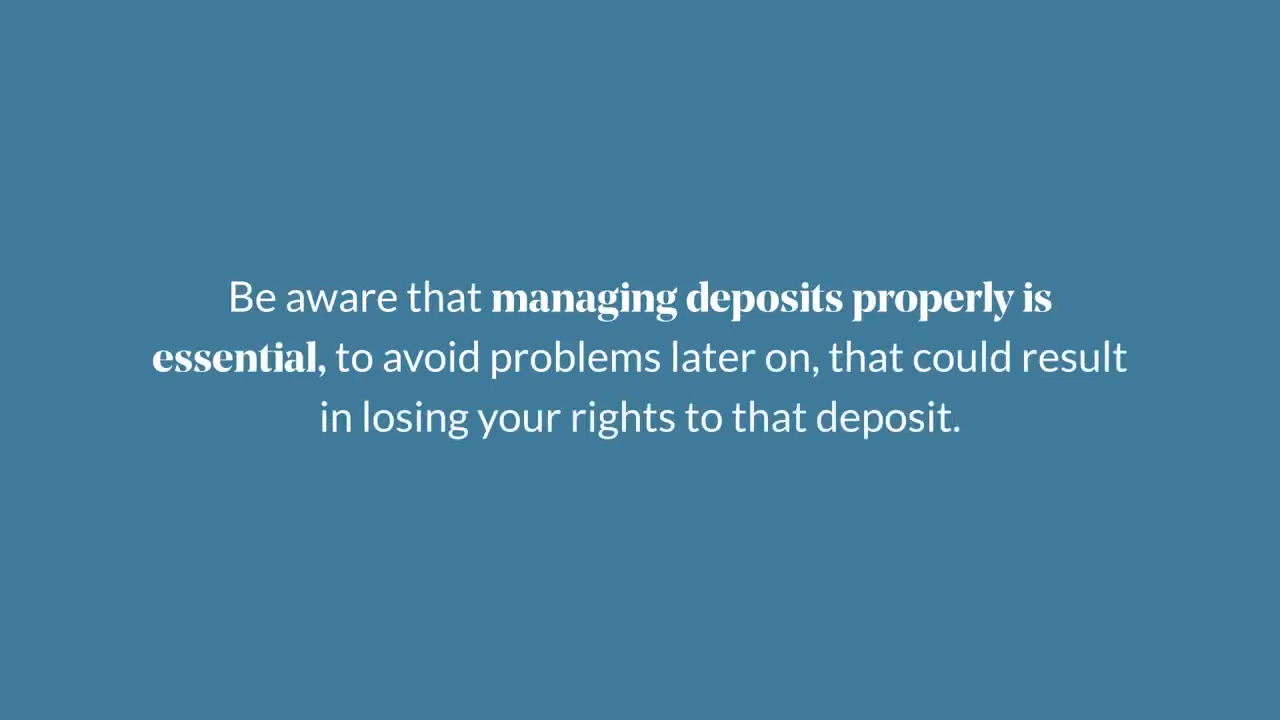 Be aware that managing deposits properly is
essential, to avoid problems later on, that could result
in losing your rights to that deposit.